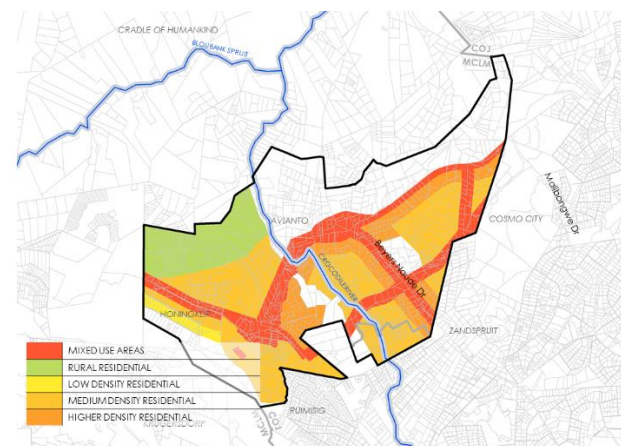 CRADLE OF HUMANKIND
BLOUBANK SPRUIT
COJ
MCLM
Malibongwe Dr
COSMO CITY
AVIANTO
CROCODILE RIVER
Beyers Naude Dr
HONINGKLIP
ZANDSPRUIT
MIXED USE AREAS
RURAL RESIDENTIAL
LOW DENSITY RESIDENTIAL
MEDIUM DENSITY RESIDENTIAL
HIGHER DENSITY RESIDENTIAL
RUIMSIG
KRUGERSDORP
COJ
MCLM